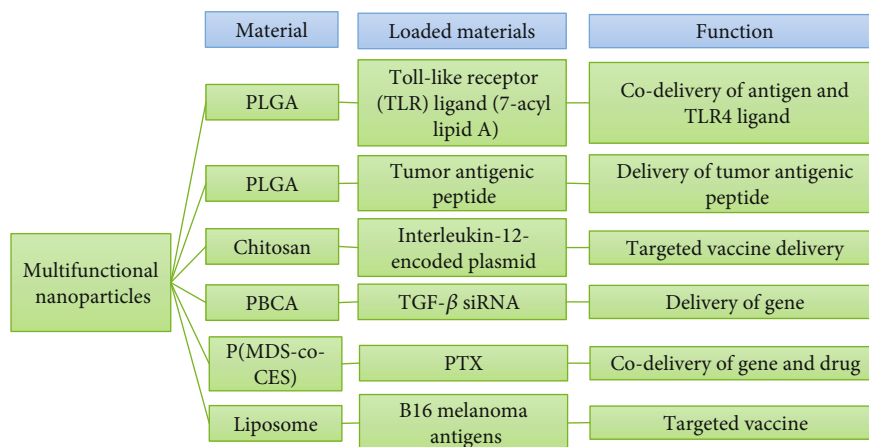 Material
Loaded materials
Function
Multifunctional
nanoparticles
PLGA
Toll-like receptor
(TLR) ligand (7-acyl
lipid A)
Co-delivery of antigen and
TLR4 ligand
PLGA
Tumor antigenic
peptide
Delivery of tumor antigenic
peptide
Chitosan
Interleukin-12-
encoded plasmid
Targeted vaccine delivery
PBCA
TGF-β siRNA
Delivery of gene
P(MDS-co-
CES)
PTX
Co-delivery of gene and drug
Liposome
B16 melanoma
antigens
Targeted vaccine